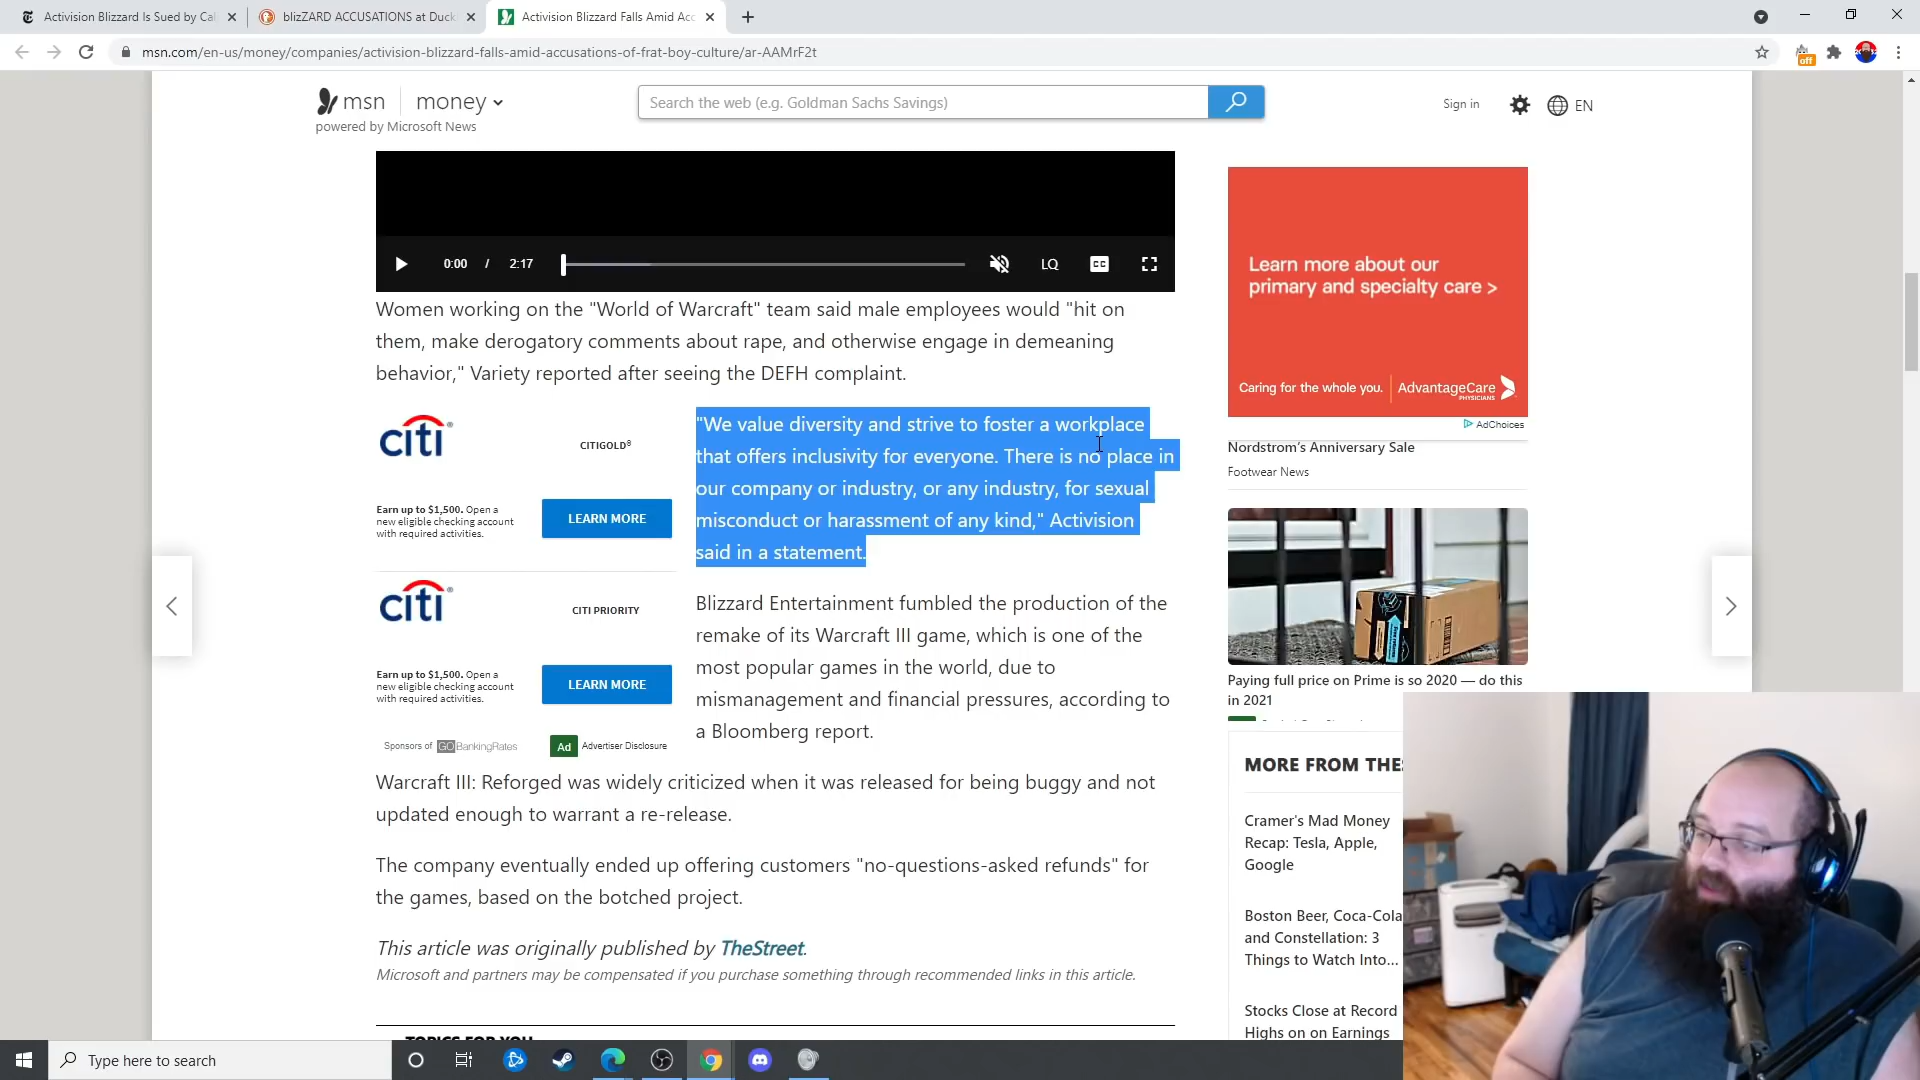 Activision Blizzard Is Sued by Cal
blizZARD ACCUSATIONS at Duck
Activision Blizzard Falls Amid Acc
msn.com/en-us/money/companies/activision-blizzard-falls-amid-accusations-of-frat-boy-culture/ar-AAMrF2t
off
msn money
powered by Microsoft News
Search the web (e.g. Goldman Sachs Savings)
Sign in
EN
0:00 / 2:17
LQ
CC
Women working on the "World of Warcraft" team said male employees would "hit on
them, make derogatory comments about rape, and otherwise engage in demeaning
behavior," Variety reported after seeing the DEFH complaint.
citi
CITIGOLD®
Earn up to $1,500. Open a
new eligible checking account
with required activities.
LEARN MORE
citi
CITI PRIORITY
Earn up to $1,500. Open a
new eligible checking account
with required activities.
LEARN MORE
Sponsors of GOBankingRates
Ad Advertiser Disclosure
"We value diversity and strive to foster a workplace
that offers inclusivity for everyone. There is no place in
our company or industry, or any industry, for sexual
misconduct or harassment of any kind," Activision
said in a statement.
Blizzard Entertainment fumbled the production of the
remake of its Warcraft III game, which is one of the
most popular games in the world, due to
mismanagement and financial pressures, according to
a Bloomberg report.
Warcraft III: Reforged was widely criticized when it was released for being buggy and not
updated enough to warrant a re-release.
The company eventually ended up offering customers "no-questions-asked refunds" for
the games, based on the botched project.
This article was originally published by TheStreet.
Microsoft and partners may be compensated if you purchase something through recommended links in this article.
TOPICS FOR YOU
Learn more about our
primary and specialty care >
Caring for the whole you.
AdvantageCare
PHYSICIANS
AdChoices
Nordstrom's Anniversary Sale
Footwear News
Paying full price on Prime is so 2020 — do this
in 2021
MORE FROM THE
Cramer's Mad Money
Recap: Tesla, Apple,
Google
Boston Beer, Coca-Cola
and Constellation: 3
Things to Watch Into...
Stocks Close at Record
Highs on on Earnings
Type here to search